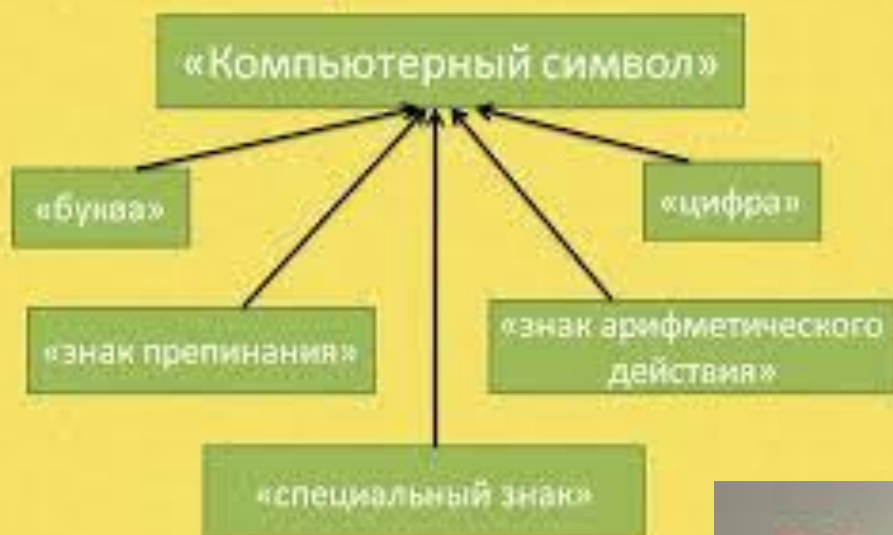 «Компьютерный символ»
«буква»
«цифра»
«знак препинания»
«знак арифметического
действия»
«специальный знак»